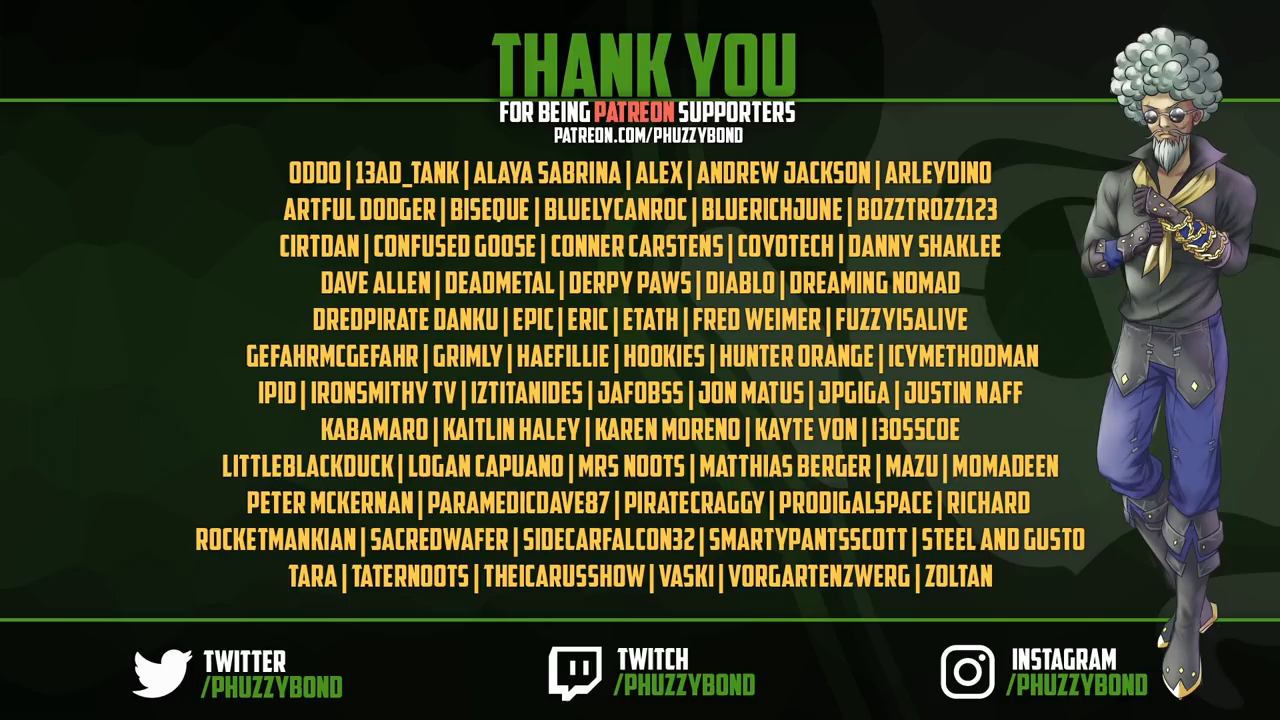 THANK YOU
FOR BEING PATREON SUPPORTERS
PATREON.COM/PHUZZYBOND
ODDO | 13AD_TANK | ALAYA SABRINA | ALEX | ANDREW JACKSON | ARLEYDINO
ARTFUL DODGER | BISEQUE | BLUELYCANROC | BLUERICHJUNE | BOZZTROZZ123
CIRTDAN | CONFUSED GOOSE | CONNER CARSTENS | COYOTECH | DANNY SHAKLEE
DAVE ALLEN | DEADMETAL | DERPY PAWS | DIABLO | DREAMING NOMAD
DREDPIRATE DANKU | EPIC | ERIC | ETATH | FRED WEIMER | FUZZYISALIVE
GEFAHRMCGEFAHR | GRIMLY | HAEFILLIE | HOOKIES | HUNTER ORANGE | ICYMETHODMAN
IPID | IRONSMITHY TV | IZTITANIDES | JAFOBSS | JON MATUS | JPGIGA | JUSTIN NAFF
KABAMARO | KAITLIN HALEY | KAREN MORENO | KAYTE VON | I30SSCOE
LITTLEBLACKDUCK | LOGAN CAPUANO | MRS NOOTS | MATTHIAS BERGER | MAZU | MOMADEEN
PETER MCKERNAN | PARAMEDICDAVE87 | PIRATECRAGGY | PRODIGALSPACE | RICHARD
ROCKETMANKIAN | SACREDWAFER | SIDECARFALCON32 | SMARTYPANTSSCOTT | STEEL AND GUSTO
TARA | TATERNOOTS | THEICARUSSHOW | VASKI | VORGARTENZWERG | ZOLTAN
TWITTER
/PHUZZYBOND
TWITCH
/PHUZZYBOND
INSTAGRAM
/PHUZZYBOND